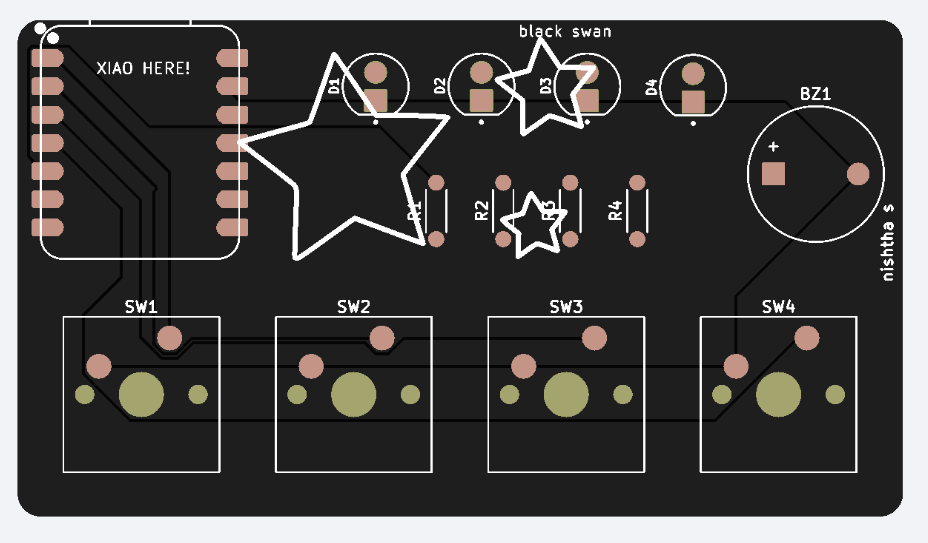 black swan
XIAO HERE!
D1
D2
D3
D4
BZ1
+
R1
R2
R3
R4
nishtha s
SW1
SW2
SW3
SW4